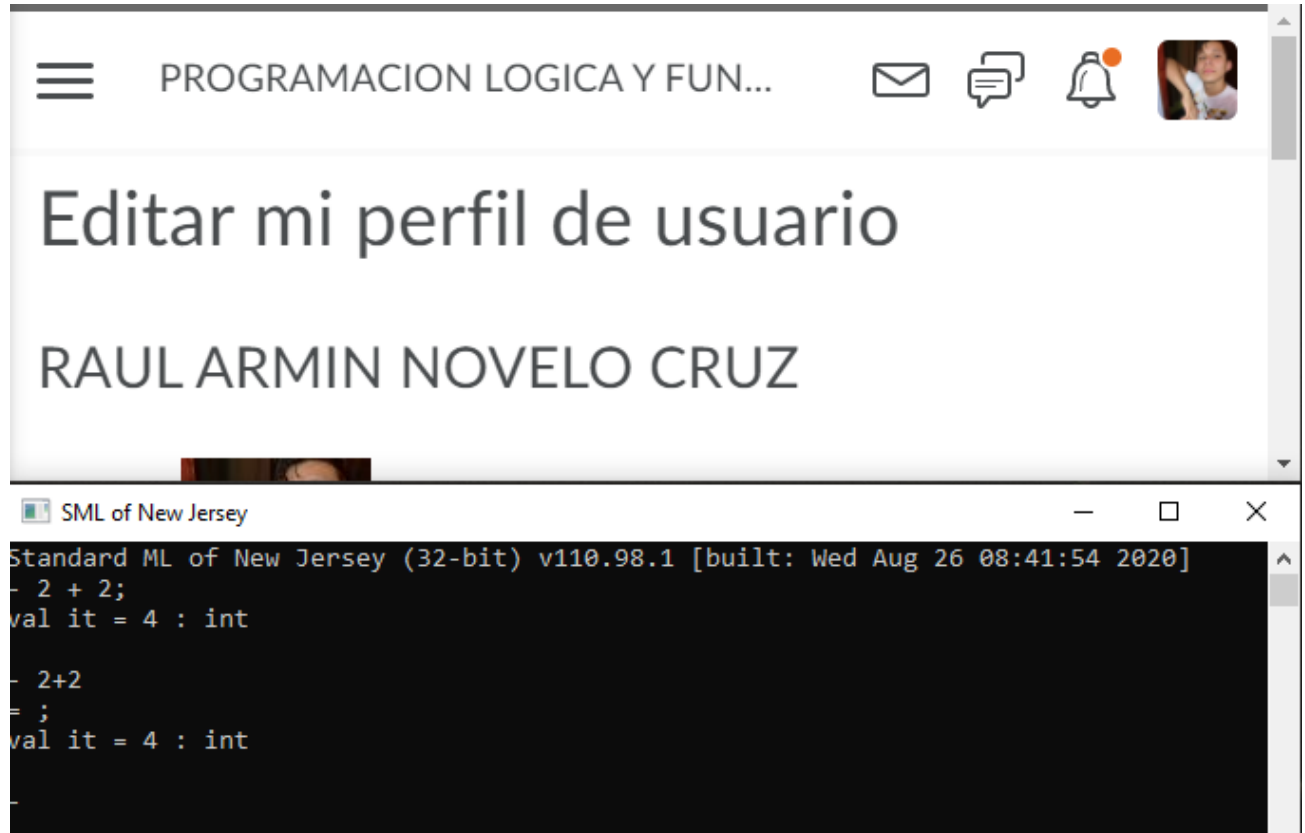 PROGRAMACION LOGICA Y FUN...
Editar mi perfil de usuario
RAUL ARMIN NOVELO CRUZ
SML of New Jersey
Standard ML of New Jersey (32-bit) v110.98.1 [built: Wed Aug 26 08:41:54 2020]
- 2 + 2;
val it = 4 : int
- 2+2
= ;
val it = 4 : int
-